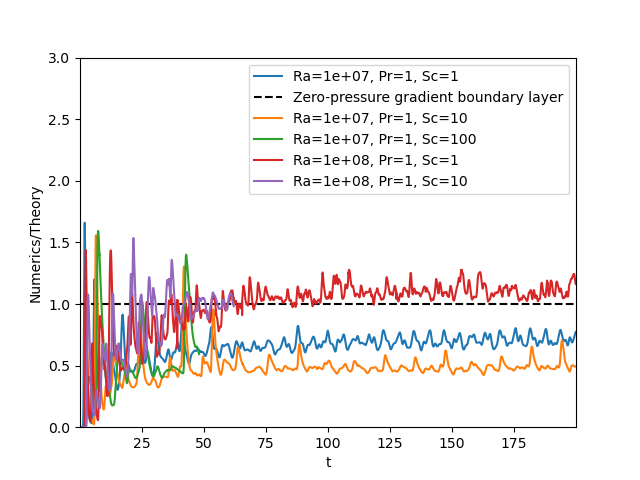 3.0
2.5
2.0
1.5
1.0
0.5
0.0
Numerics/Theory
Ra=1e+07, Pr=1, Sc=1
Zero-pressure gradient boundary layer
Ra=1e+07, Pr=1, Sc=10
Ra=1e+07, Pr=1, Sc=100
Ra=1e+08, Pr=1, Sc=1
Ra=1e+08, Pr=1, Sc=10
25 50 75 100 125 150 175
t